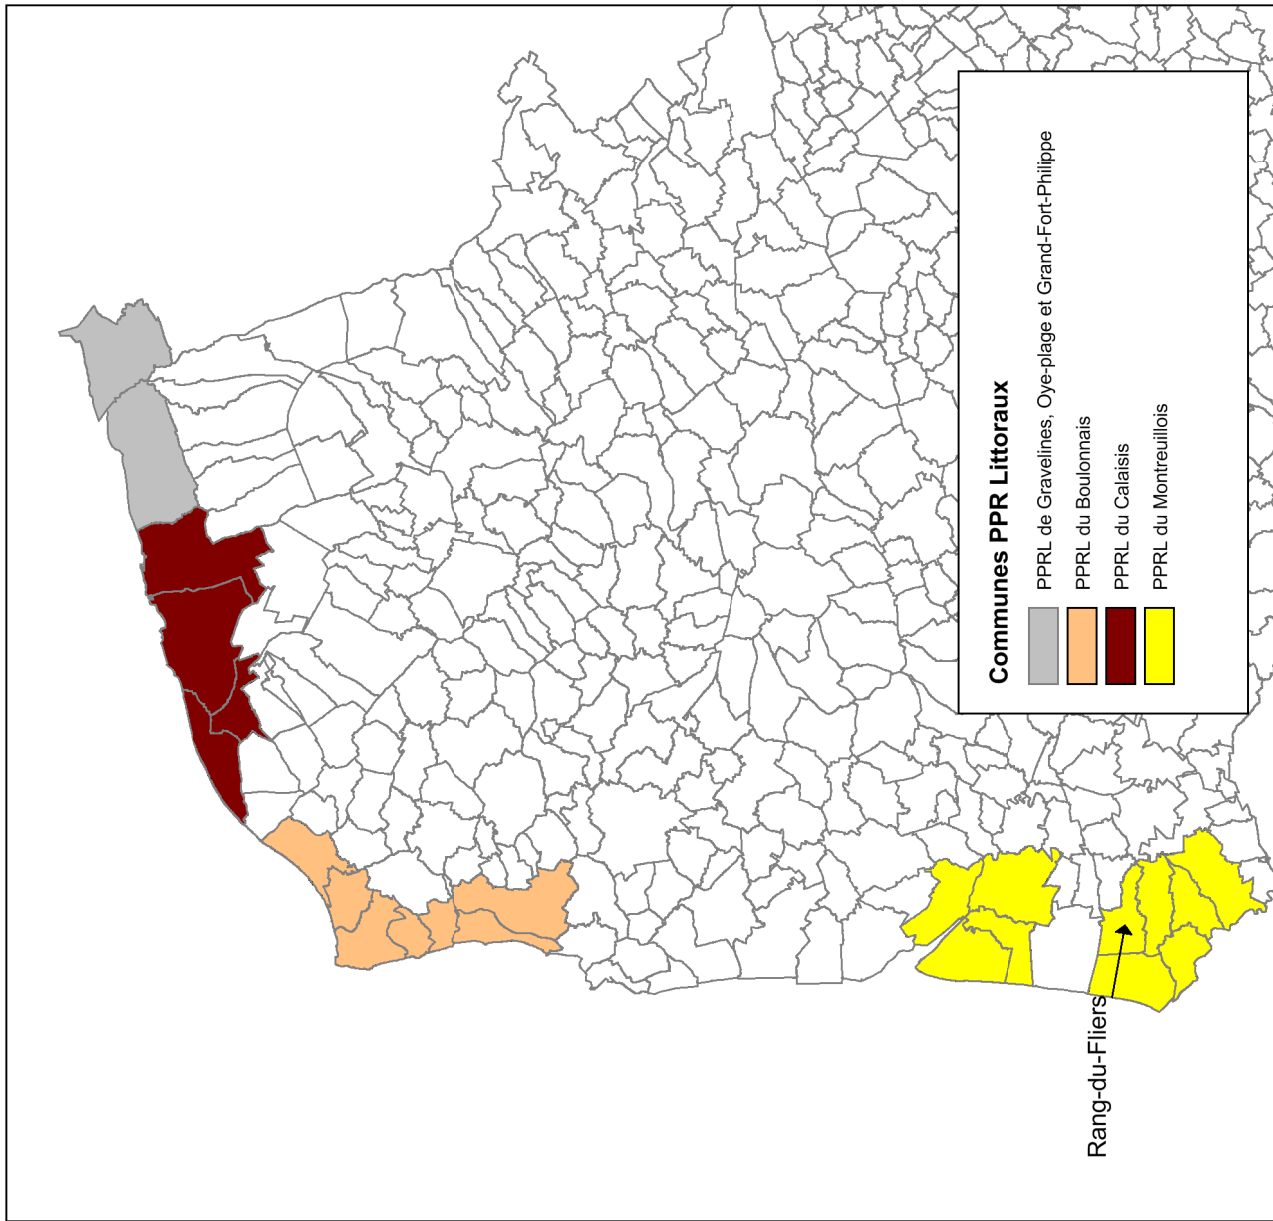 Communes PPR Littoraux
PPRL de Gravelines, Oye-plage et Grand-Fort-Philippe
PPRL du Boulonnais
PPRL du Calaisis
PPRL du Montreuillois
Rang-du-Fliers